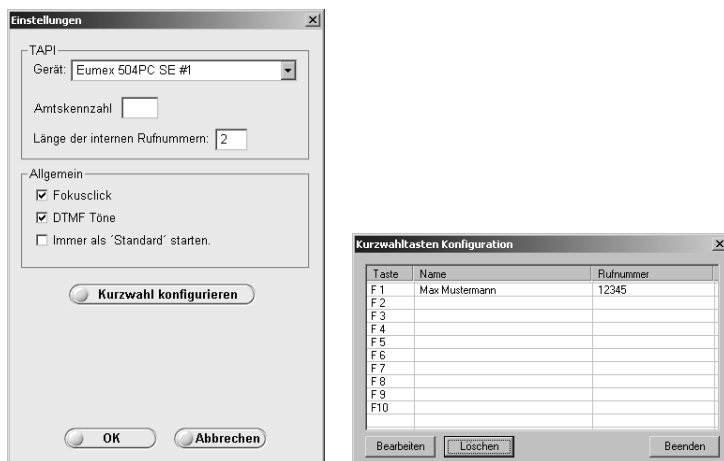 Einstellungen
TAPI
Gerät: Eumex 504PC SE #1
Amtskennzahl
Länge der internen Rufnummern: 2
Allgemein
Fokusclick
DTMF Töne
Immer als ´Standard´ starten.
Kurzwahl konfigurieren
OK Abbrechen
Kurzwahltasten Konfiguration
Taste Name Rufnummer
F 1 Max Mustermann 12345
F 2
F 3
F 4
F 5
F 6
F 7
F 8
F 9
F10
Bearbeiten Löschen Beenden